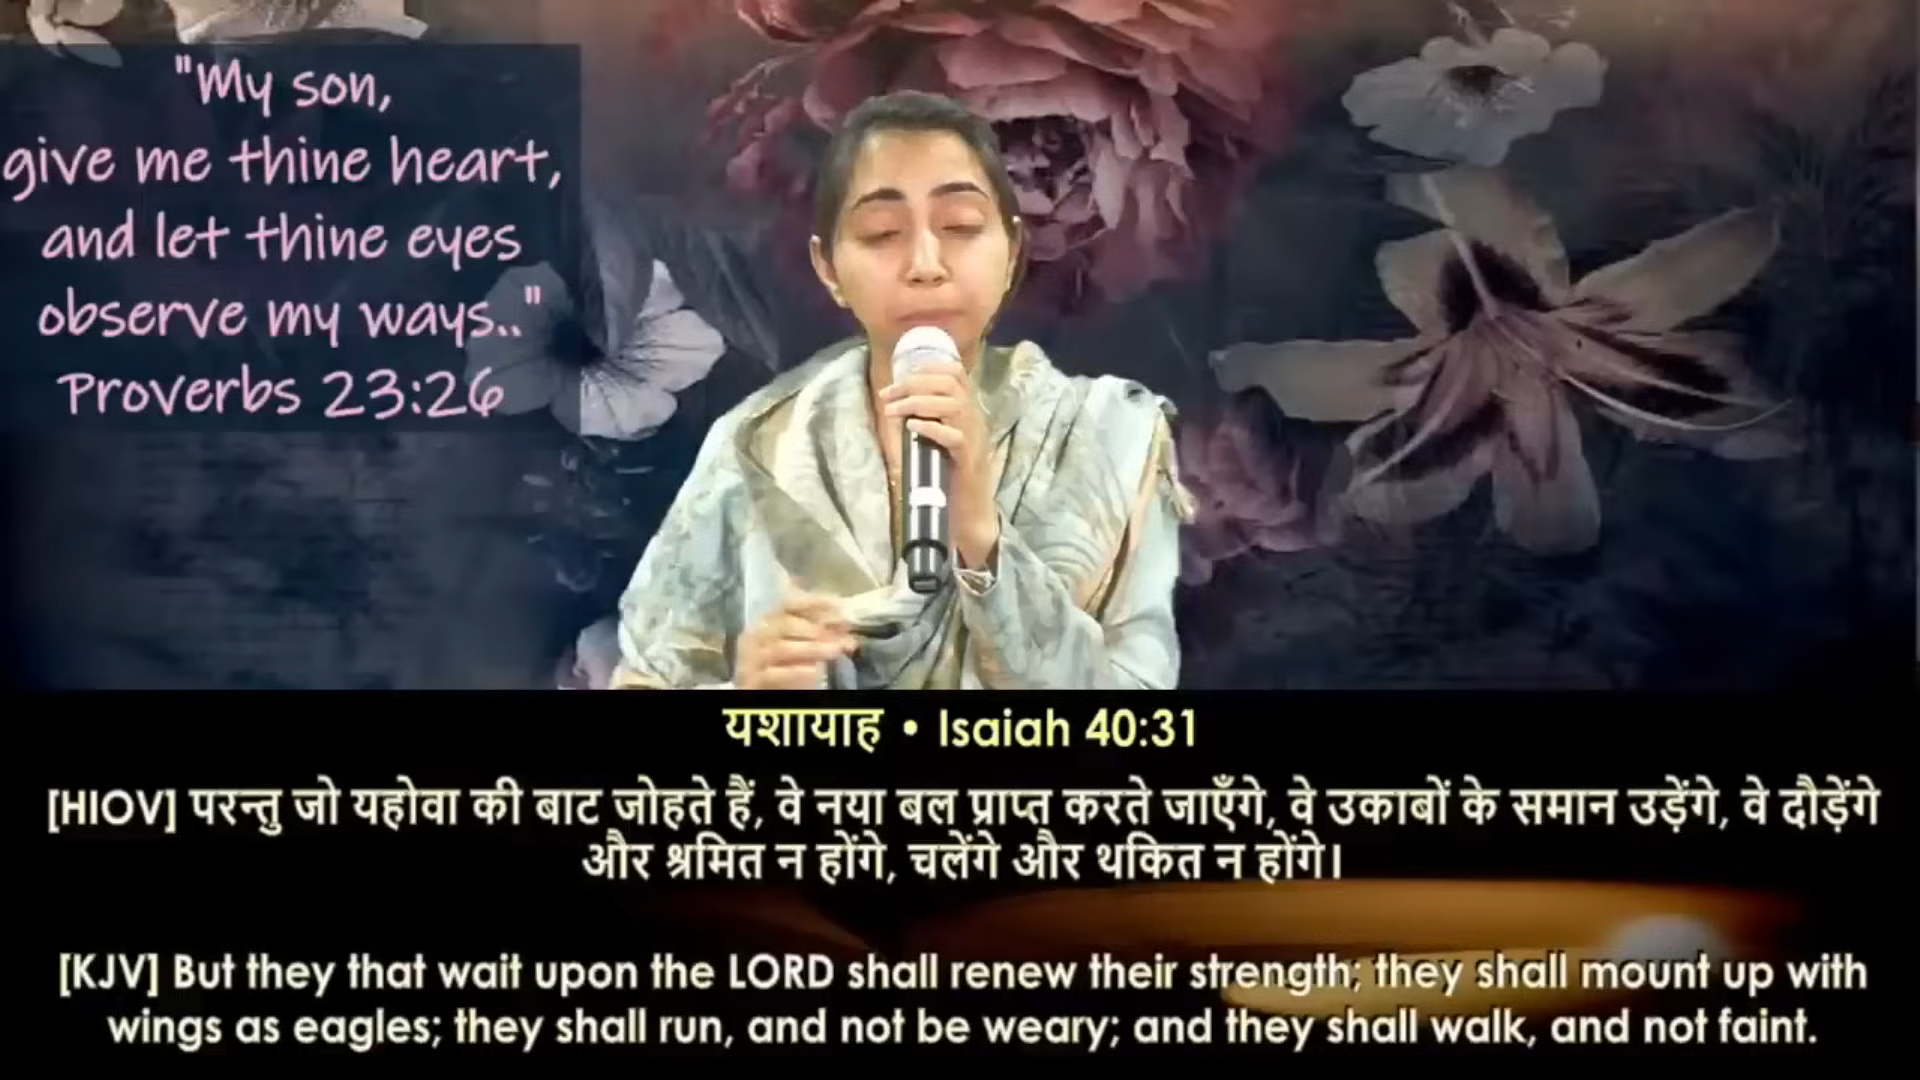 "My son,
give me thine heart,
and let thine eyes
observe my ways.."
Proverbs 23:26
यशायाह • Isaiah 40:31
[HIOV] परन्तु जो यहोवा की बाट जोहते हैं, वे नया बल प्राप्त करते जाएँगे, वे उकाबों के समान उड़ेंगे, वे दौड़ेंगे
और श्रमित न होंगे, चलेंगे और थकित न होंगे।
[KJV] But they that wait upon the LORD shall renew their strength; they shall mount up with
wings as eagles; they shall run, and not be weary; and they shall walk, and not faint.